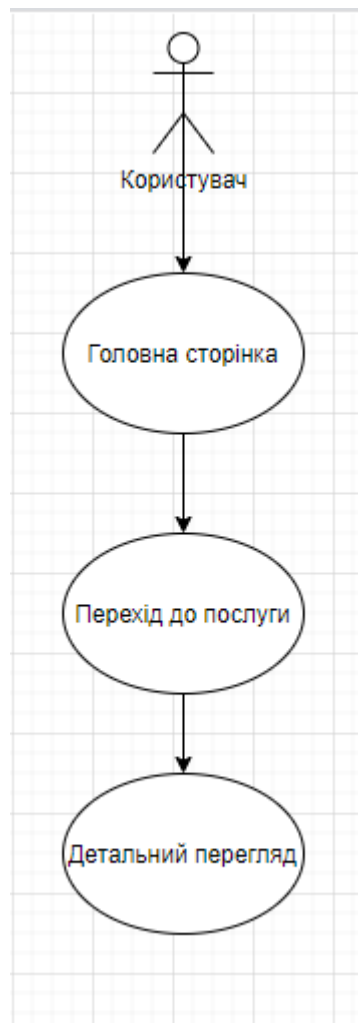 Користувач
Головна сторінка
Перехід до послуги
Детальний перегляд